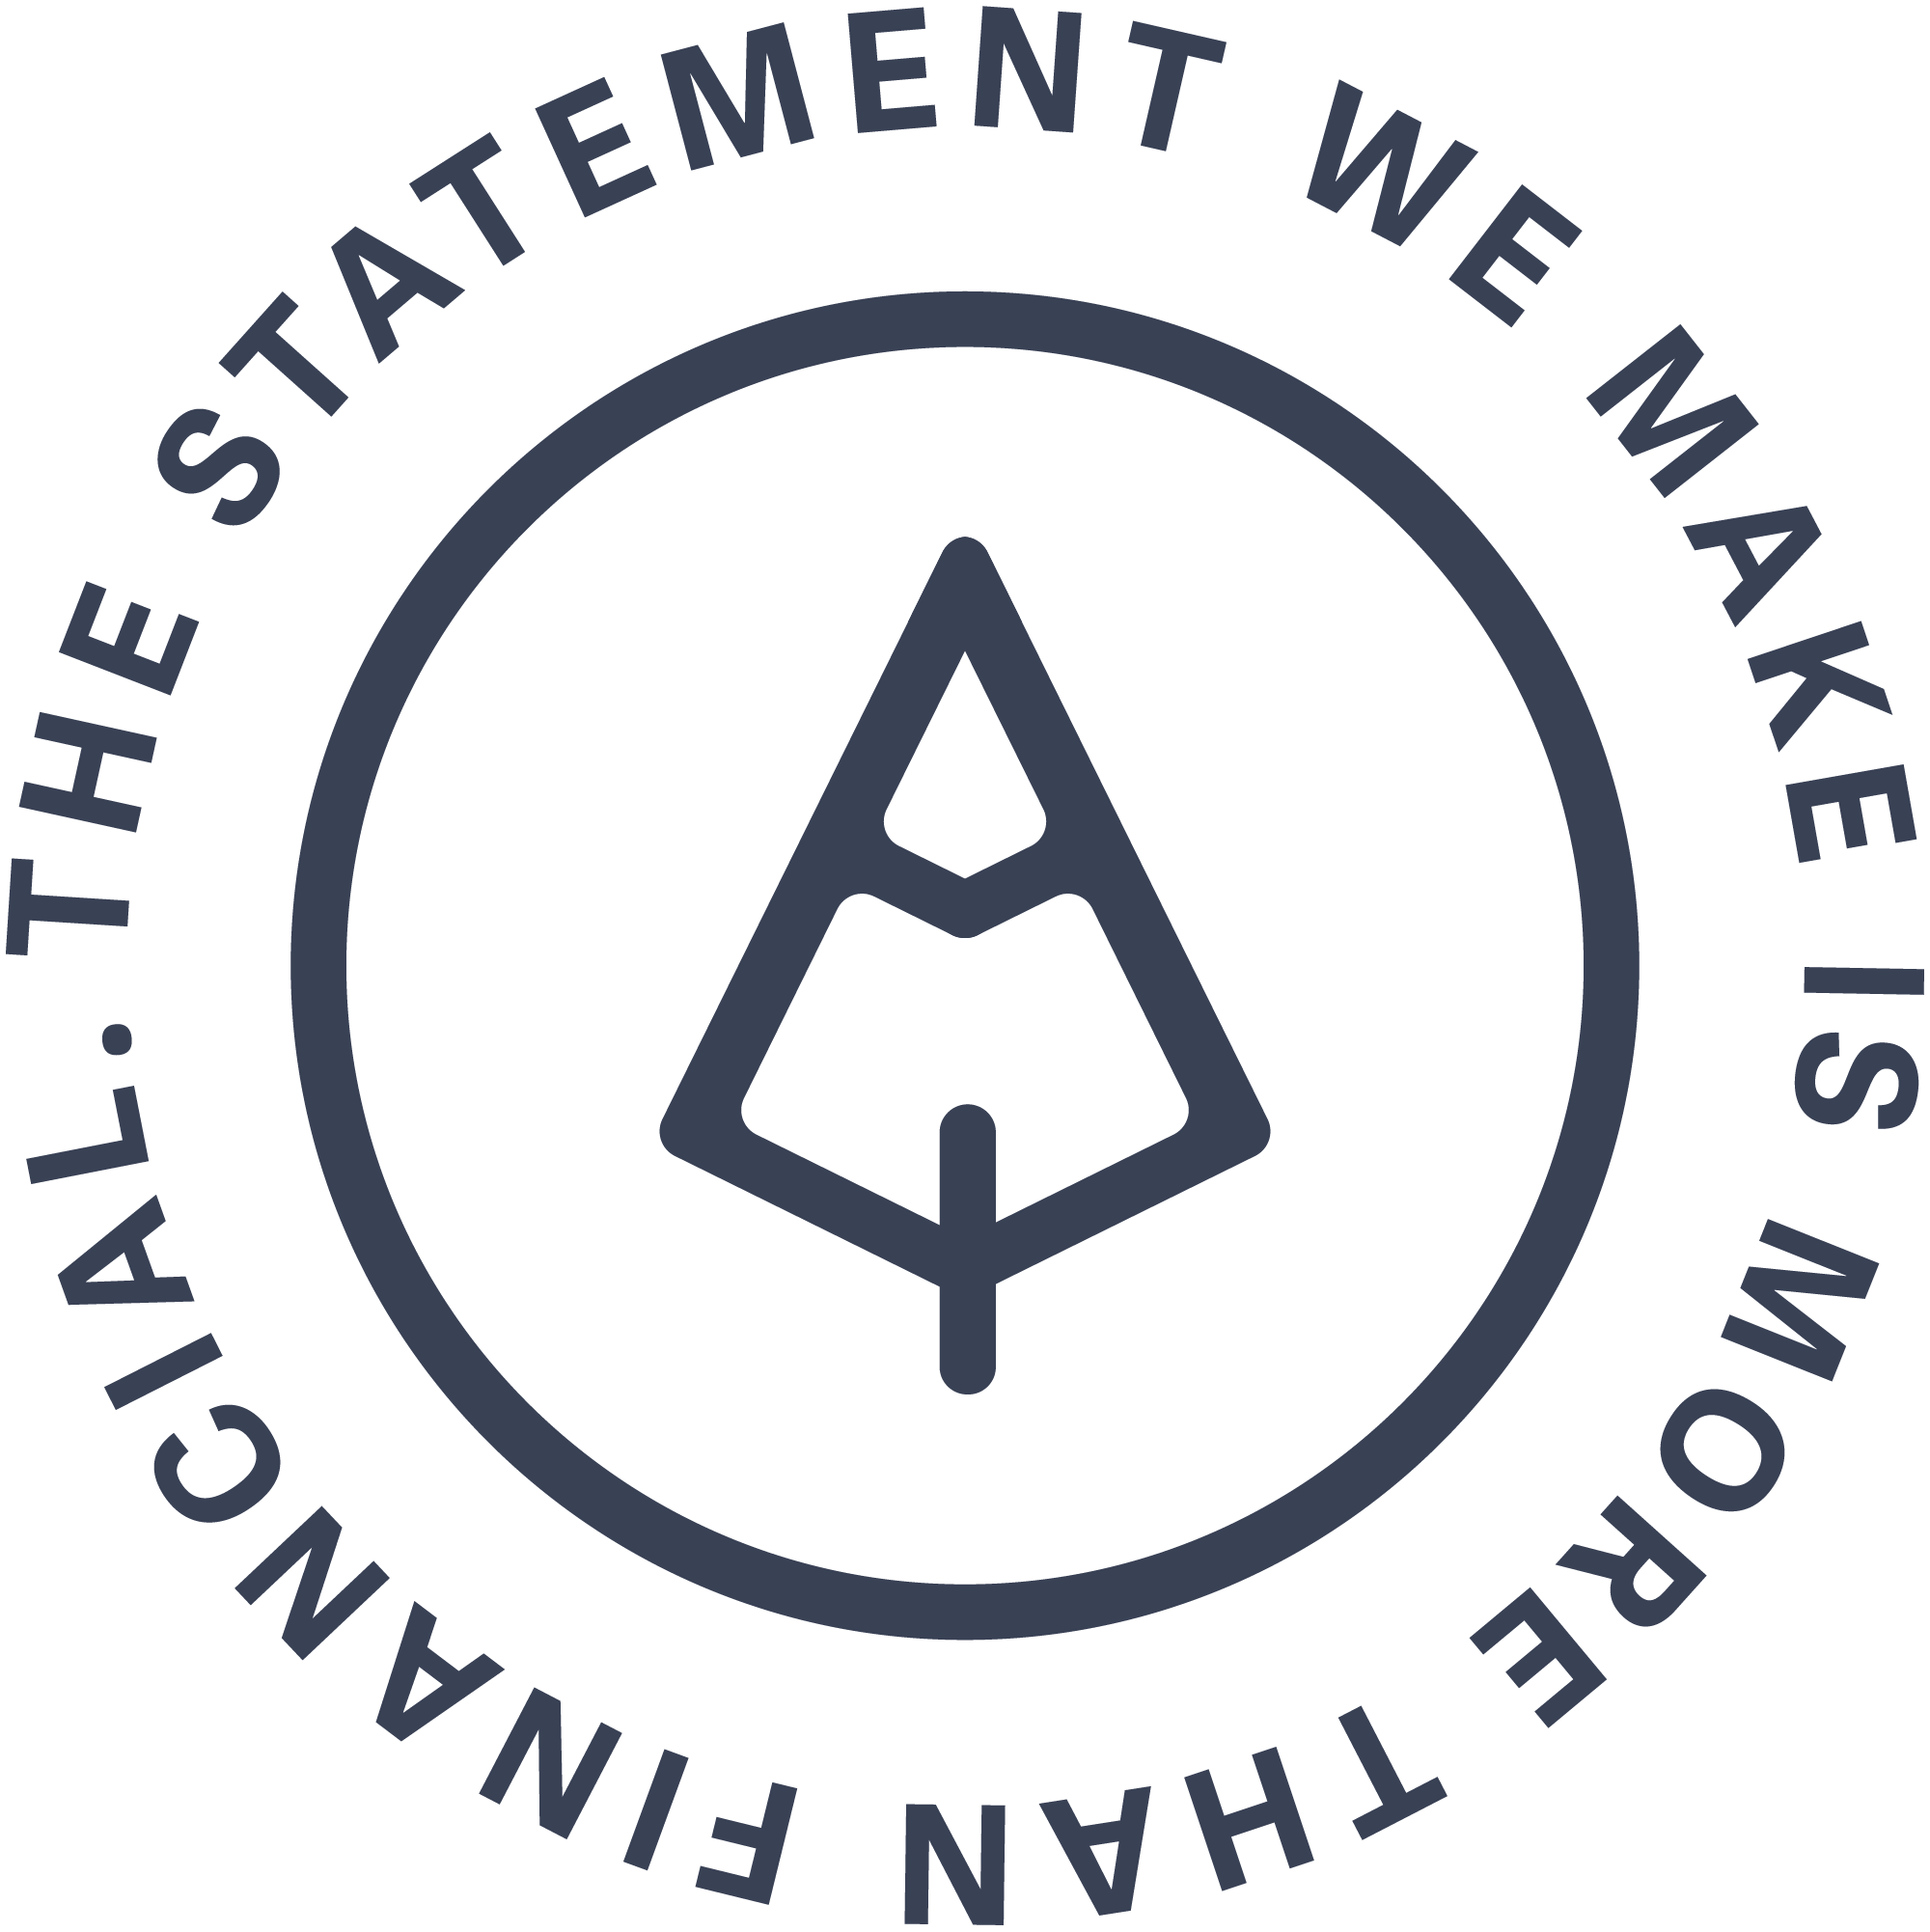 THE STATEMENT WE MAKE IS MORE THAN FINANCIAL.